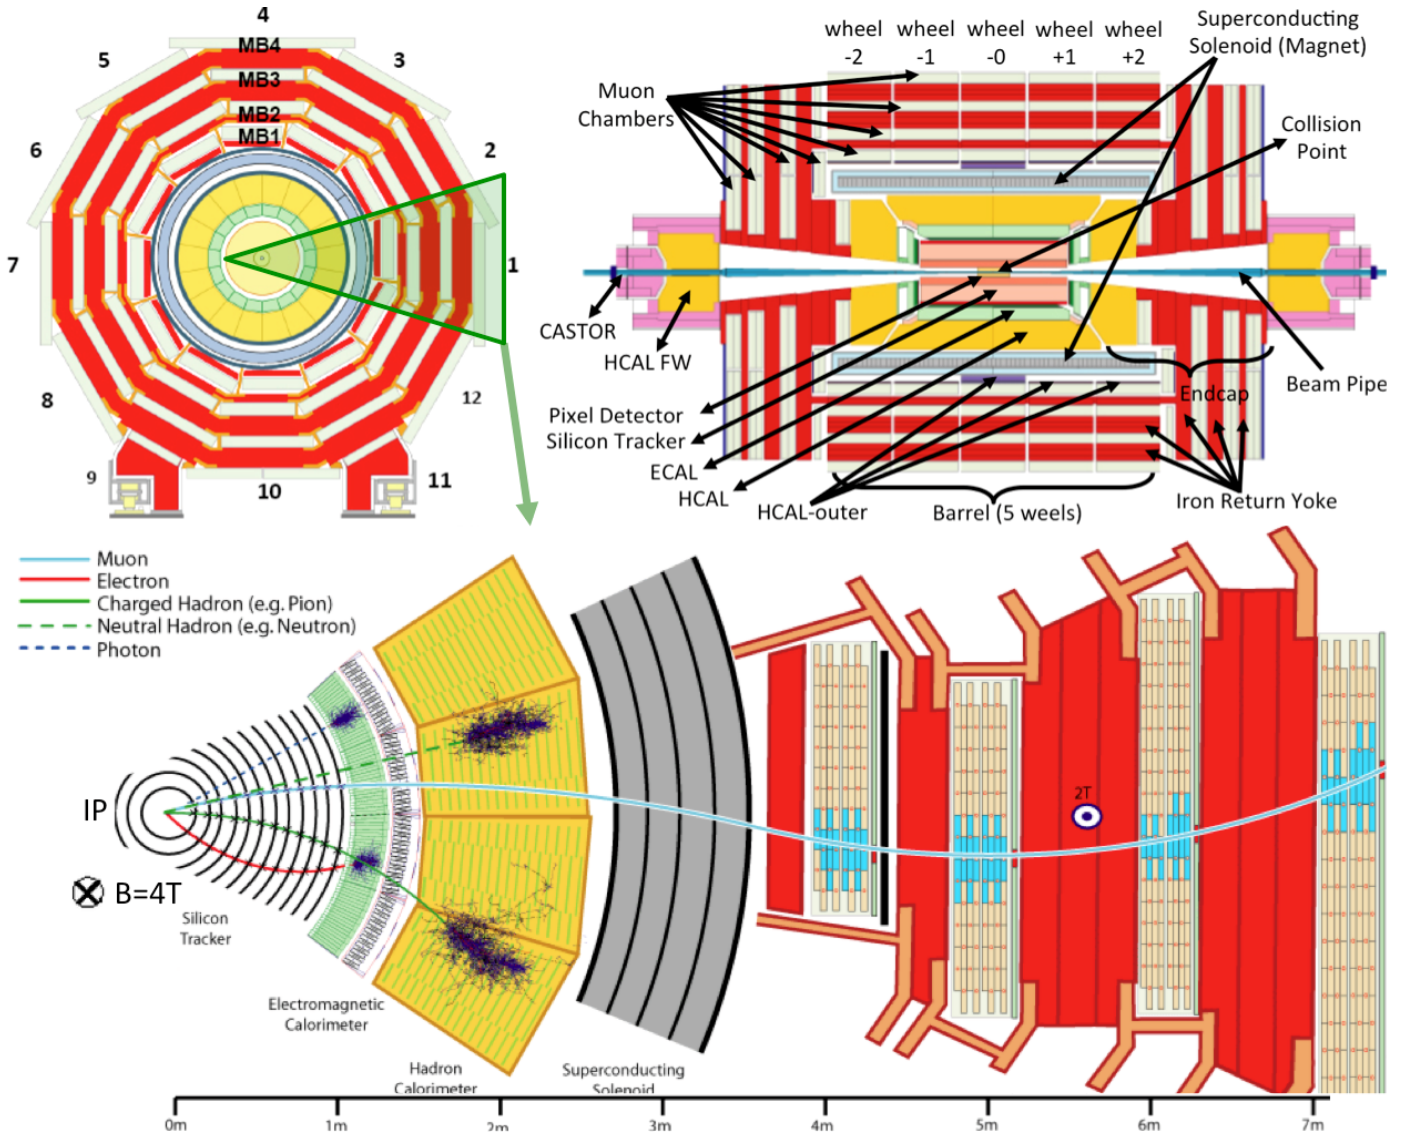 4
MB4
5
3
MB3
MB2
MB1
6
2
7
1
8
12
9
11
10
wheel -2
wheel -1
wheel -0
wheel +1
wheel +2
Superconducting
Solenoid (Magnet)
Muon
Chambers
Collision
Point
CASTOR
HCAL FW
Pixel Detector
Silicon Tracker
ECAL
HCAL
HCAL-outer
Barrel (5 weels)
Endcap
Beam Pipe
Iron Return Yoke
Muon
Electron
Charged Hadron (e.g. Pion)
Neutral Hadron (e.g. Neutron)
Photon
IP
B=4T
2T
Silicon
Tracker
Electromagnetic
Calorimeter
Hadron
Calorimeter
Superconducting
Solenoid
0m
1m
2m
3m
4m
5m
6m
7m